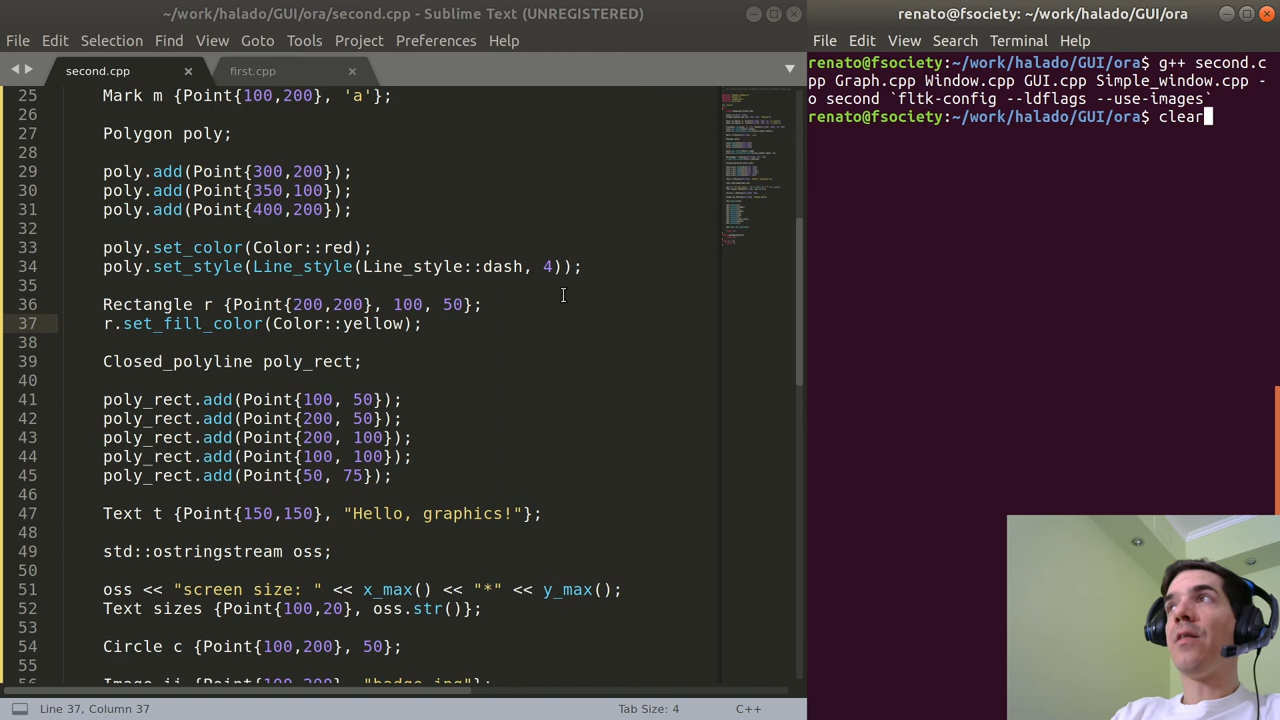 ~/work/halado/GUI/ora/second.cpp - Sublime Text (UNREGISTERED)
File Edit Selection Find View Goto Tools Project Preferences Help
second.cpp first.cpp
25 Mark m {Point{100,200}, 'a'};
26
27 Polygon poly;
28
29 poly.add(Point{300,200});
30 poly.add(Point{350,100});
31 poly.add(Point{400,200});
32
33 poly.set_color(Color::red);
34 poly.set_style(Line_style(Line_style::dash, 4));
35
36 Rectangle r {Point{200,200}, 100, 50};
37 r.set_fill_color(Color::yellow);
38
39 Closed_polyline poly_rect;
40
41 poly_rect.add(Point{100, 50});
42 poly_rect.add(Point{200, 50});
43 poly_rect.add(Point{200, 100});
44 poly_rect.add(Point{100, 100});
45 poly_rect.add(Point{50, 75});
46
47 Text t {Point{150,150}, "Hello, graphics!"};
48
49 std::ostringstream oss;
50
51 oss << "screen size: " << x_max() << "*" << y_max();
52 Text sizes {Point{100,20}, oss.str()};
53
54 Circle c {Point{100,200}, 50};
55
56 Image ii {Point{100,200}, "badge.jpg"};
Line 37, Column 37 Tab Size: 4 C++
renato@fsociety: ~/work/halado/GUI/ora
File Edit View Search Terminal Help
renato@fsociety:~/work/halado/GUI/ora$ g++ second.c
pp Graph.cpp Window.cpp GUI.cpp Simple_window.cpp -
o second `fltk-config --ldflags --use-images`
renato@fsociety:~/work/halado/GUI/ora$ clear